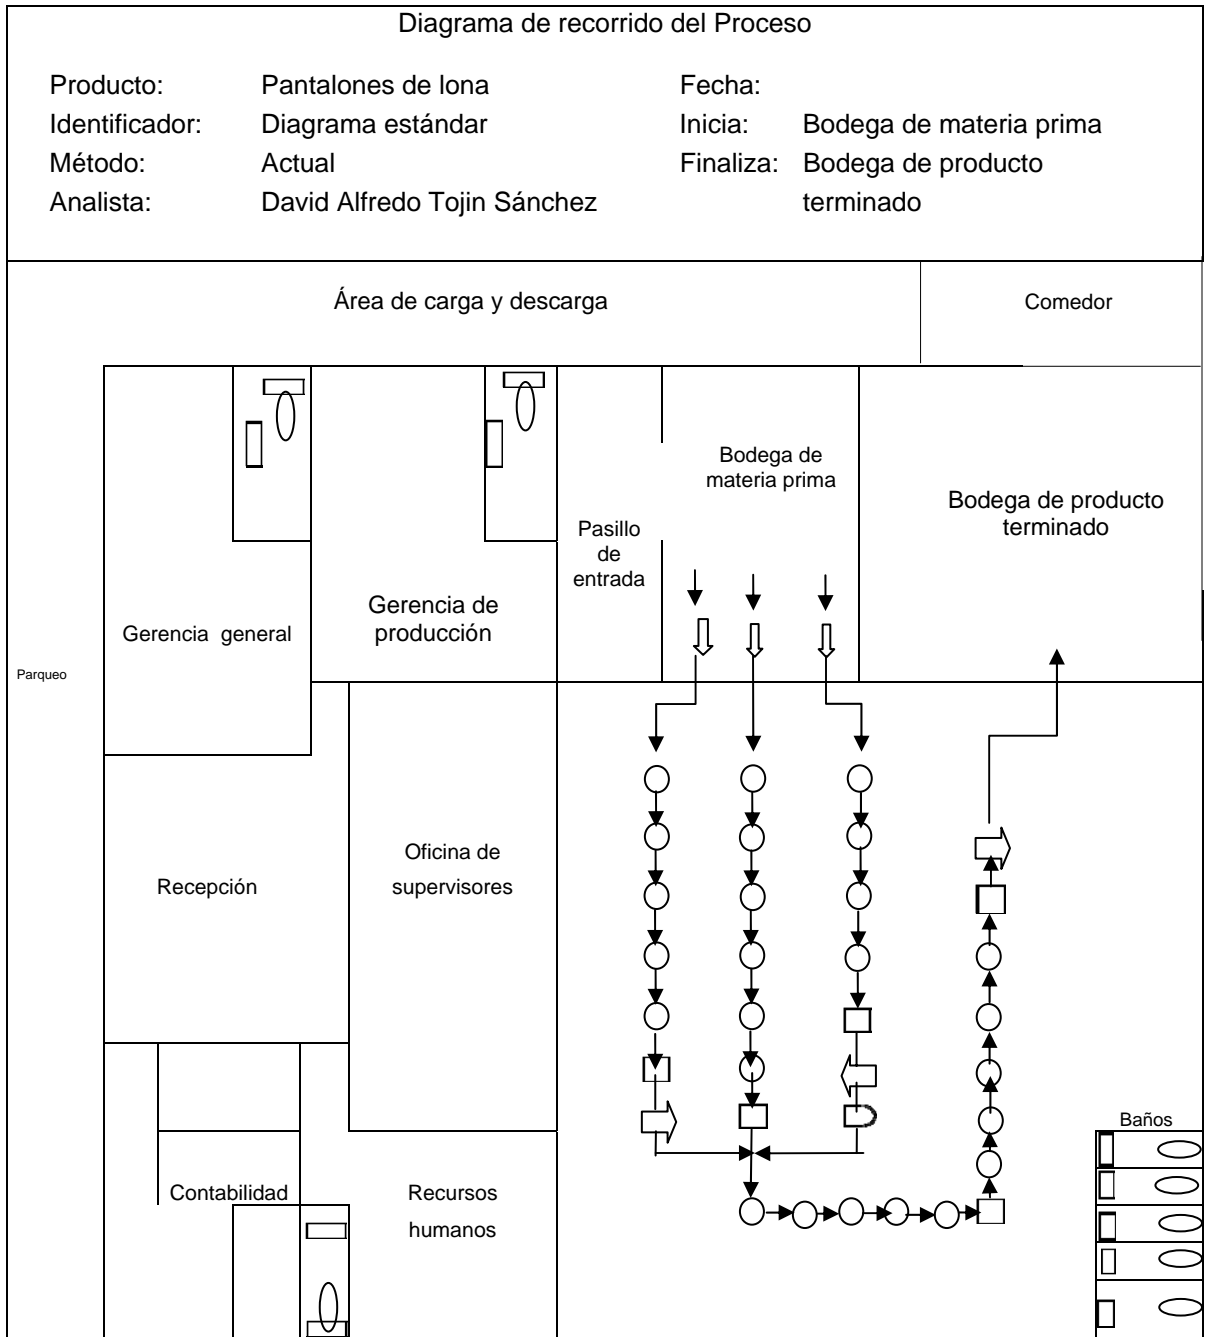 Diagrama de recorrido del Proceso
Producto: Pantalones de lona Fecha:
Identificador: Diagrama estándar Inicia: Bodega de materia prima
Método: Actual Finaliza: Bodega de producto
Analista: David Alfredo Tojin Sánchez terminado
Área de carga y descarga
Comedor
Bodega de
materia prima
Bodega de producto
terminado
Pasillo
de
entrada
Gerencia de
producción
Gerencia general
Parqueo
Oficina de
supervisores
Recepción
Baños
Contabilidad
Recursos
humanos